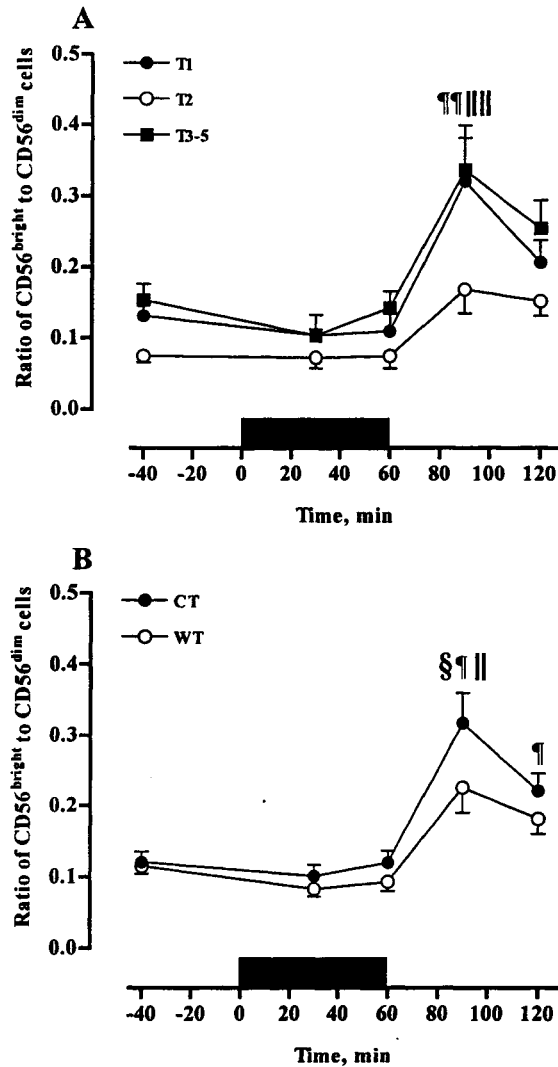 A
Ratio of CD56bright to CD56dim cells
0.5
0.4
0.3
0.2
0.1
0.0
T1
T2
T3-5
¶¶‖‖
-40 -20 0 20 40 60 80 100 120
Time, min
B
Ratio of CD56bright to CD56dim cells
0.5
0.4
0.3
0.2
0.1
0.0
CT
WT
§¶‖
¶
-40 -20 0 20 40 60 80 100 120
Time, min